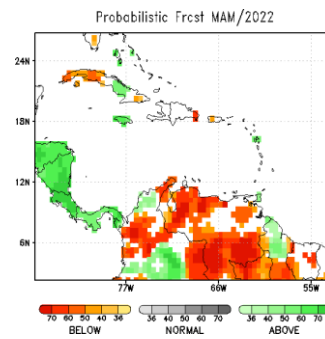 Probabilistic Frcst MAM/2022
24N
18N
12N
6N
77W 66W 55W
70 60 50 40 36 36 40 50 60 70 36 40 50 60 70
BELOW NORMAL ABOVE